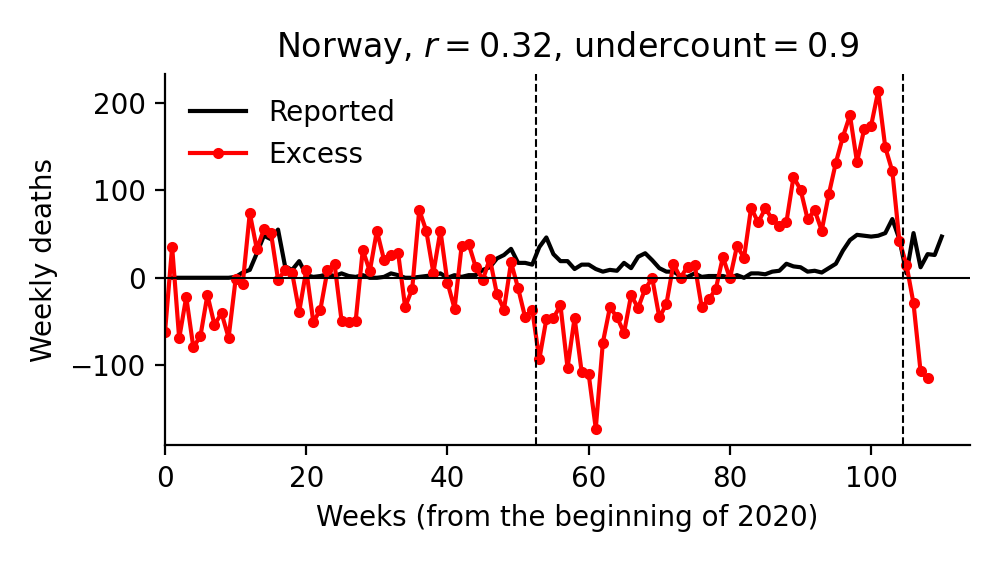 Norway, r = 0.32, undercount = 0.9
Reported
Excess
Weekly deaths
200
100
0
−100
0 20 40 60 80 100
Weeks (from the beginning of 2020)